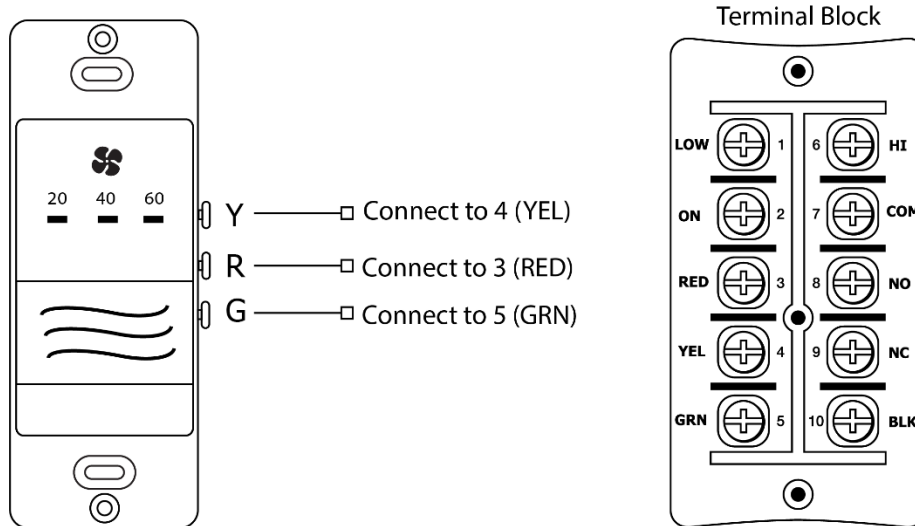 Terminal Block
20 40 60
Y Connect to 4 (YEL)
R Connect to 3 (RED)
G Connect to 5 (GRN)
LOW 1 6 HI
ON 2 7 COM
RED 3 8 NO
YEL 4 9 NC
GRN 5 10 BLK